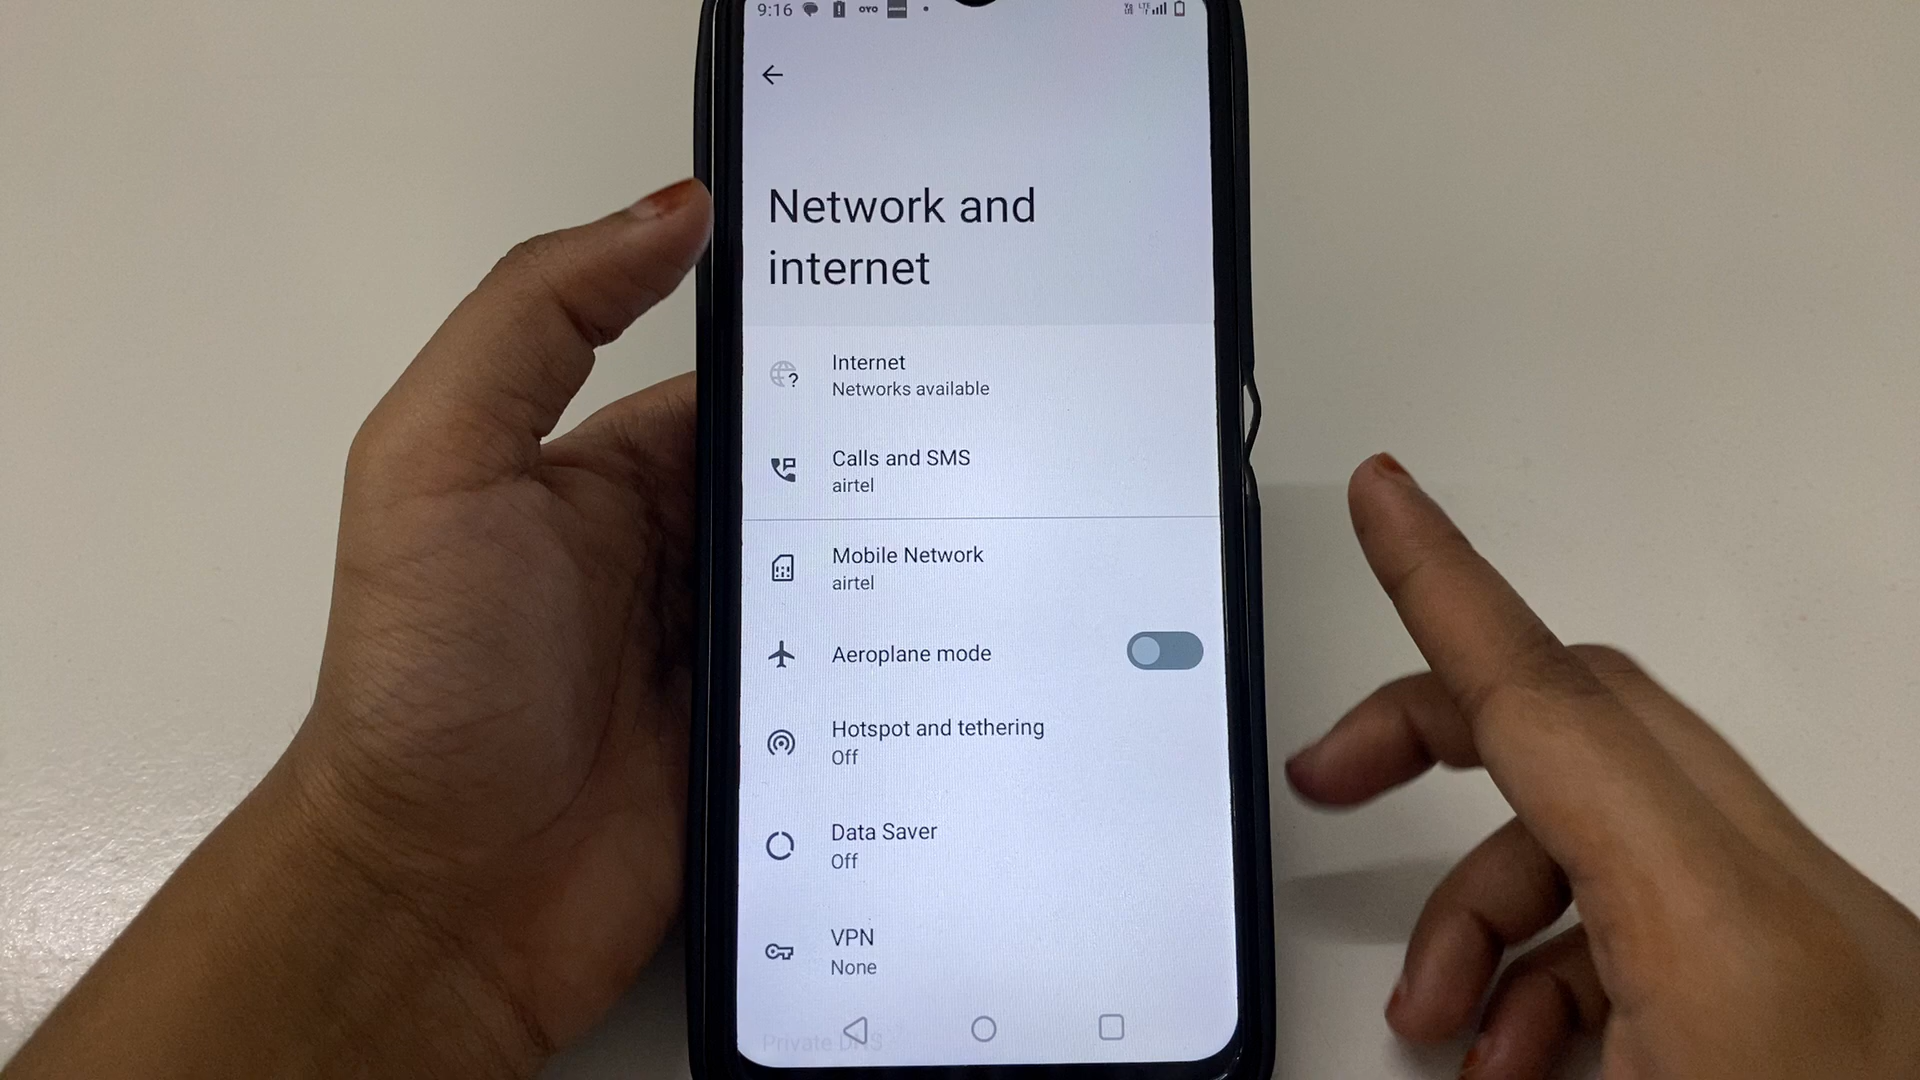 9:16 OYO LTE
←
Network and
internet
Internet
Networks available
Calls and SMS
airtel
Mobile Network
airtel
Aeroplane mode
Hotspot and tethering
Off
Data Saver
Off
VPN
None
Private DNS